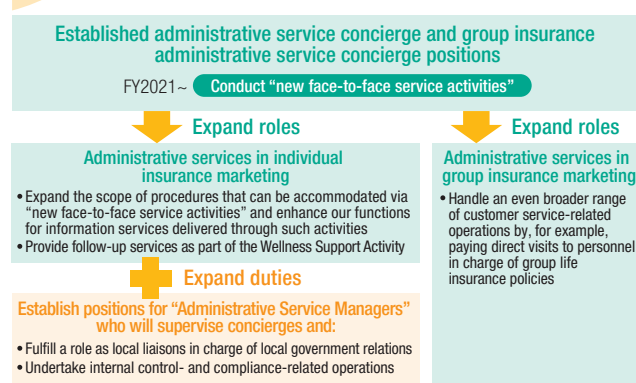 Established administrative service concierge and group insurance
administrative service concierge positions
FY2021~ Conduct “new face-to-face service activities”
Expand roles
Administrative services in individual
insurance marketing
• Expand the scope of procedures that can be accommodated via
“new face-to-face service activities” and enhance our functions
for information services delivered through such activities
• Provide follow-up services as part of the Wellness Support Activity
Expand duties
Establish positions for “Administrative Service Managers”
who will supervise concierges and:
• Fulfill a role as local liaisons in charge of local government relations
• Undertake internal control- and compliance-related operations
Expand roles
Administrative services in
group insurance marketing
• Handle an even broader range
of customer service-related
operations by, for example,
paying direct visits to personnel
in charge of group life
insurance policies